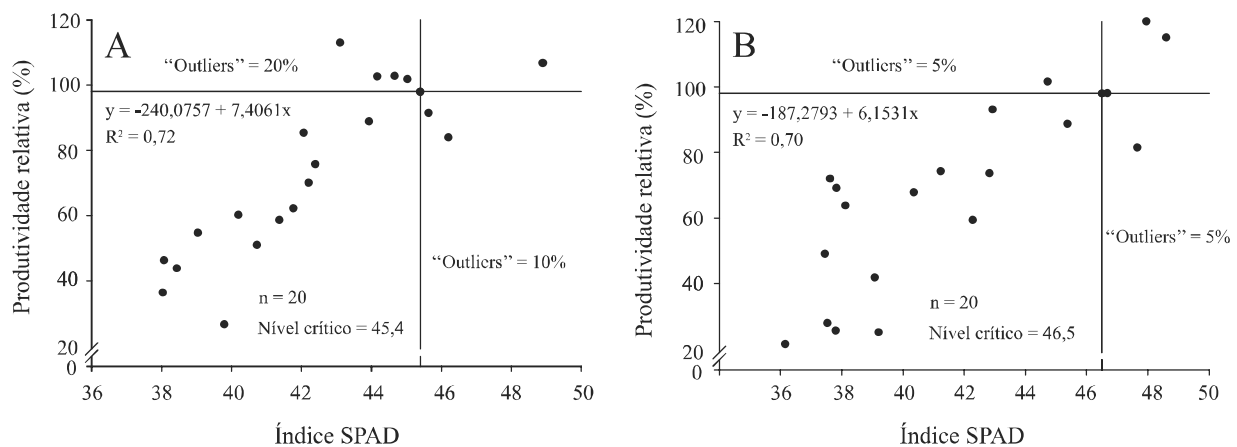 A
Produtividade relativa (%)
120
100
80
60
40
20
0
“Outliers” = 20%
y = -240,0757 + 7,4061x
R² = 0,72
“Outliers” = 10%
n = 20
Nível crítico = 45,4
36 38 40 42 44 46 48 50
Índice SPAD
B
Produtividade relativa (%)
120
100
80
60
40
20
0
“Outliers” = 5%
y = -187,2793 + 6,1531x
R² = 0,70
“Outliers” = 5%
n = 20
Nível crítico = 46,5
36 38 40 42 44 46 48 50
Índice SPAD